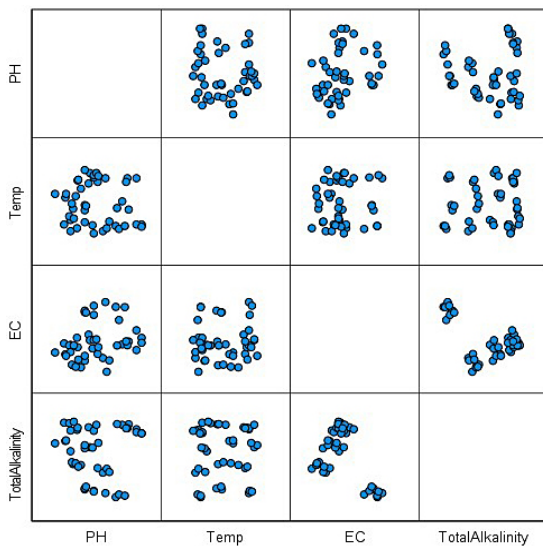 PH
Temp
EC
TotalAlkalinity
PH Temp EC TotalAlkalinity